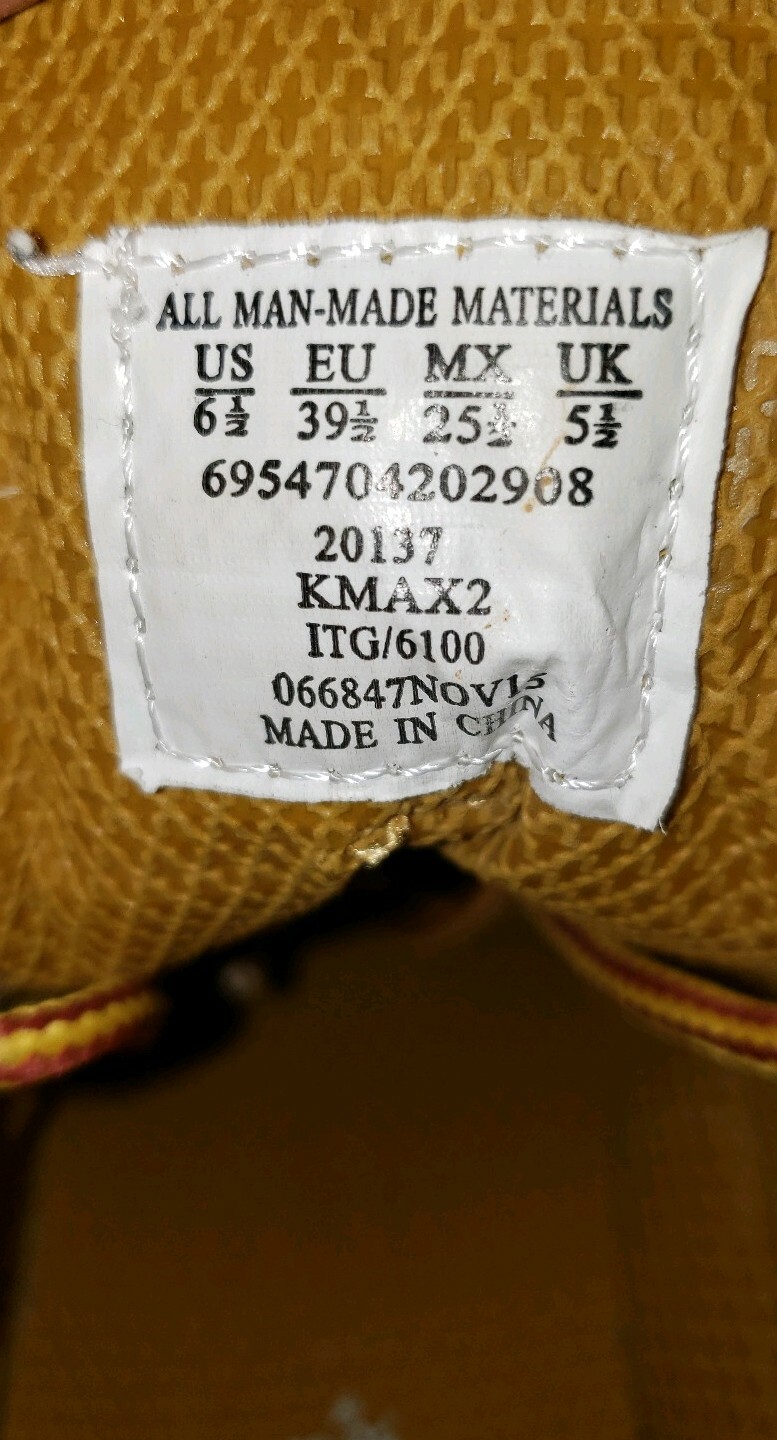 ALL MAN-MADE MATERIALS
US EU MX UK
6½ 39½ 25½ 5½
6954704202908
20137
KMAX2
ITG/6100
066847NOV15
MADE IN CHINA